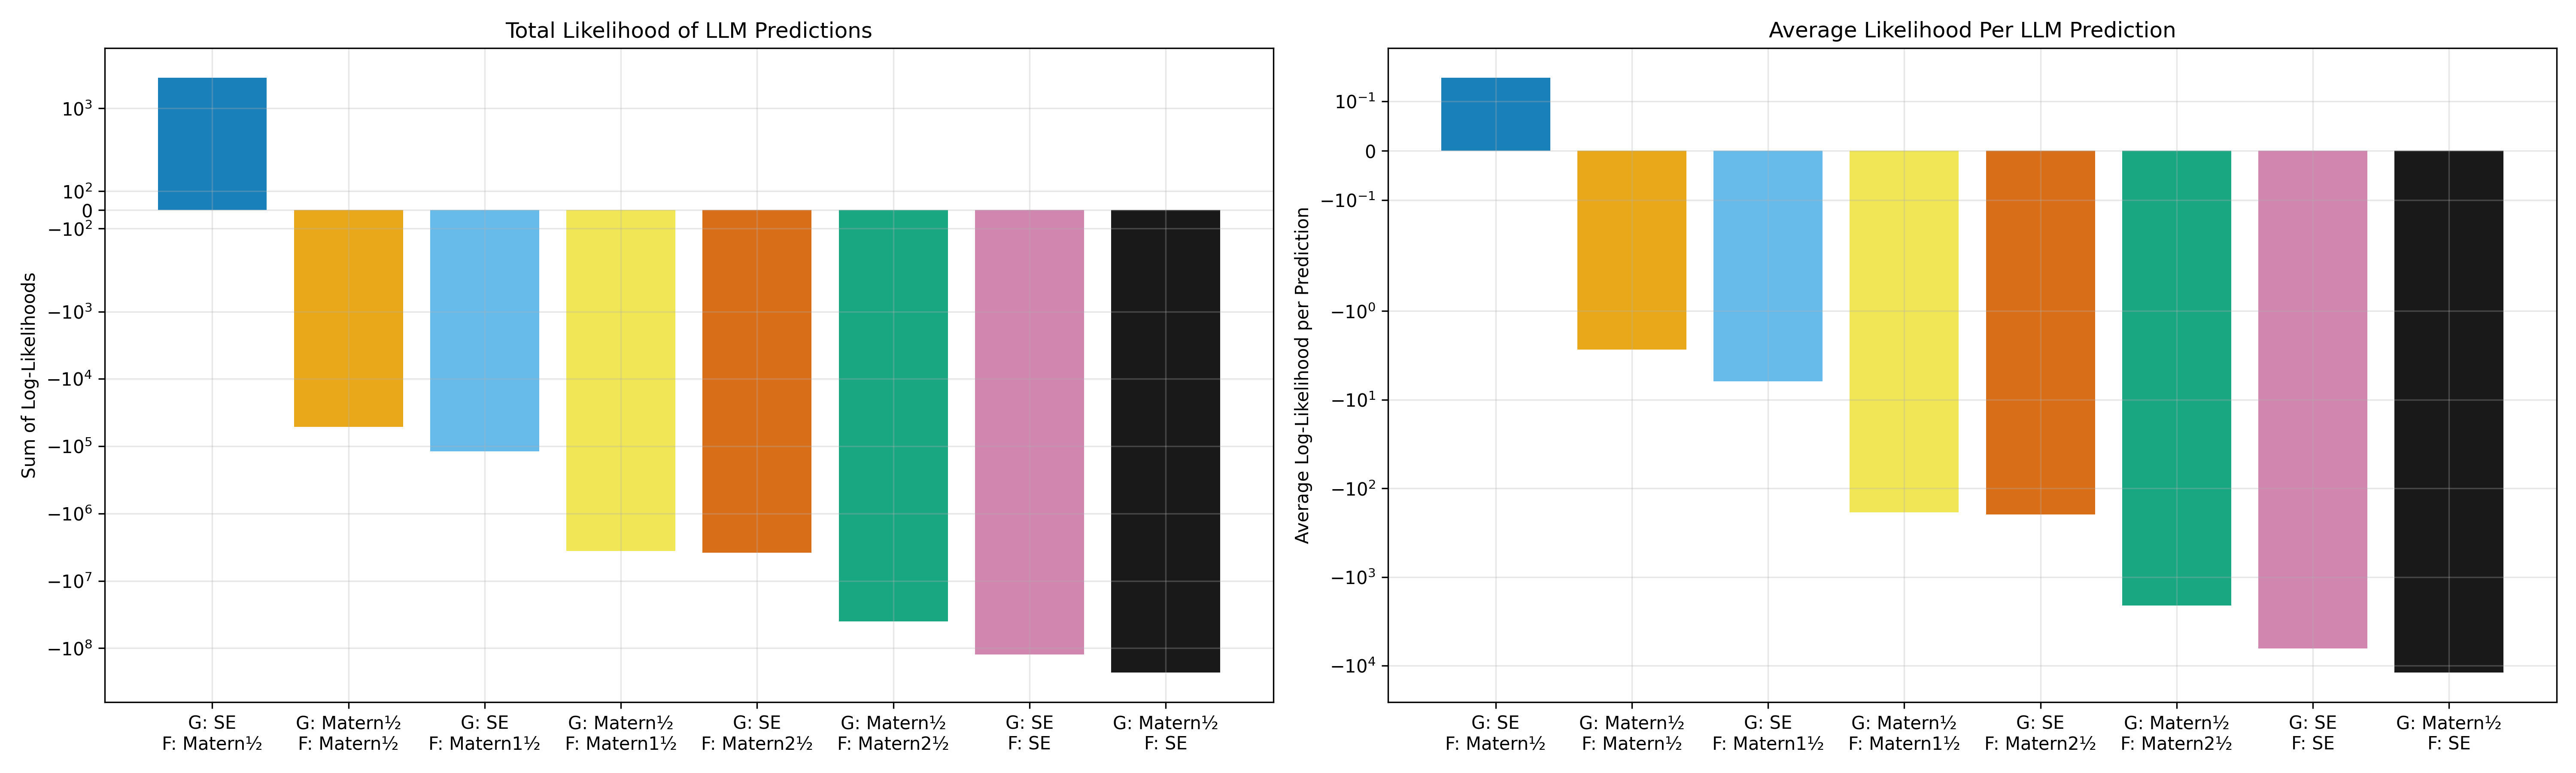 Total Likelihood of LLM Predictions
Sum of Log-Likelihoods
10³
10²
0
−10²
−10³
−10⁴
−10⁵
−10⁶
−10⁷
−10⁸
G: SE
F: Matern½
G: Matern½
F: Matern½
G: SE
F: Matern1½
G: Matern½
F: Matern1½
G: SE
F: Matern2½
G: Matern½
F: Matern2½
G: SE
F: SE
G: Matern½
F: SE
Average Likelihood Per LLM Prediction
Average Log-Likelihood per Prediction
10⁻¹
0
−10⁻¹
−10⁰
−10¹
−10²
−10³
−10⁴
G: SE
F: Matern½
G: Matern½
F: Matern½
G: SE
F: Matern1½
G: Matern½
F: Matern1½
G: SE
F: Matern2½
G: Matern½
F: Matern2½
G: SE
F: SE
G: Matern½
F: SE